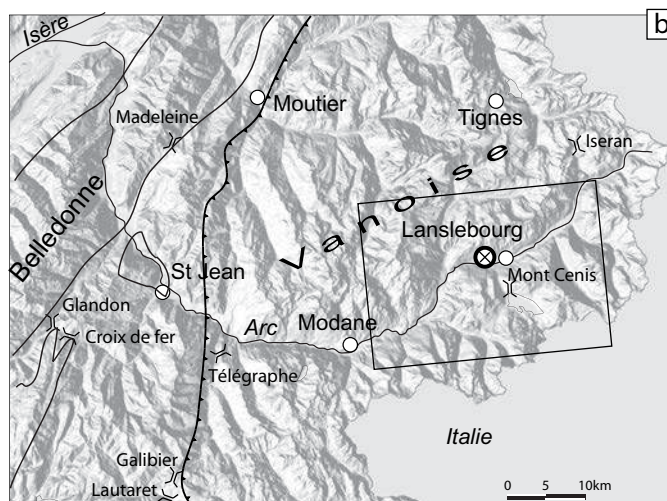 b
Isère
Moutier
Tignes
Madeleine
Iseran
Vanoise
Belledonne
Lanslebourg
St Jean
Mont Cenis
Glandon
Arc
Modane
Croix de fer
Télégraphe
Italie
Galibier
Lautaret
0 5 10km